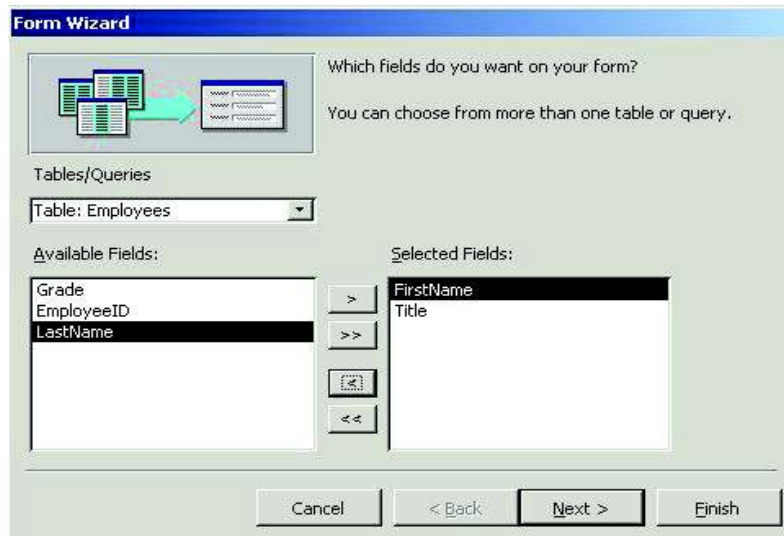 Form Wizard
Which fields do you want on your form?
You can choose from more than one table or query.
Tables/Queries
Table: Employees
Available Fields:
Selected Fields:
Grade
EmployeeID
LastName
>
>>
<
<<
FirstName
Title
Cancel
< Back
Next >
Finish